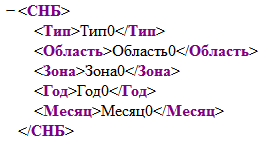 −<СНБ>
<Тип>Тип0</Тип>
<Область>Область0</Область>
<Зона>Зона0</Зона>
<Год>Год0</Год>
<Месяц>Месяц0</Месяц>
</СНБ>